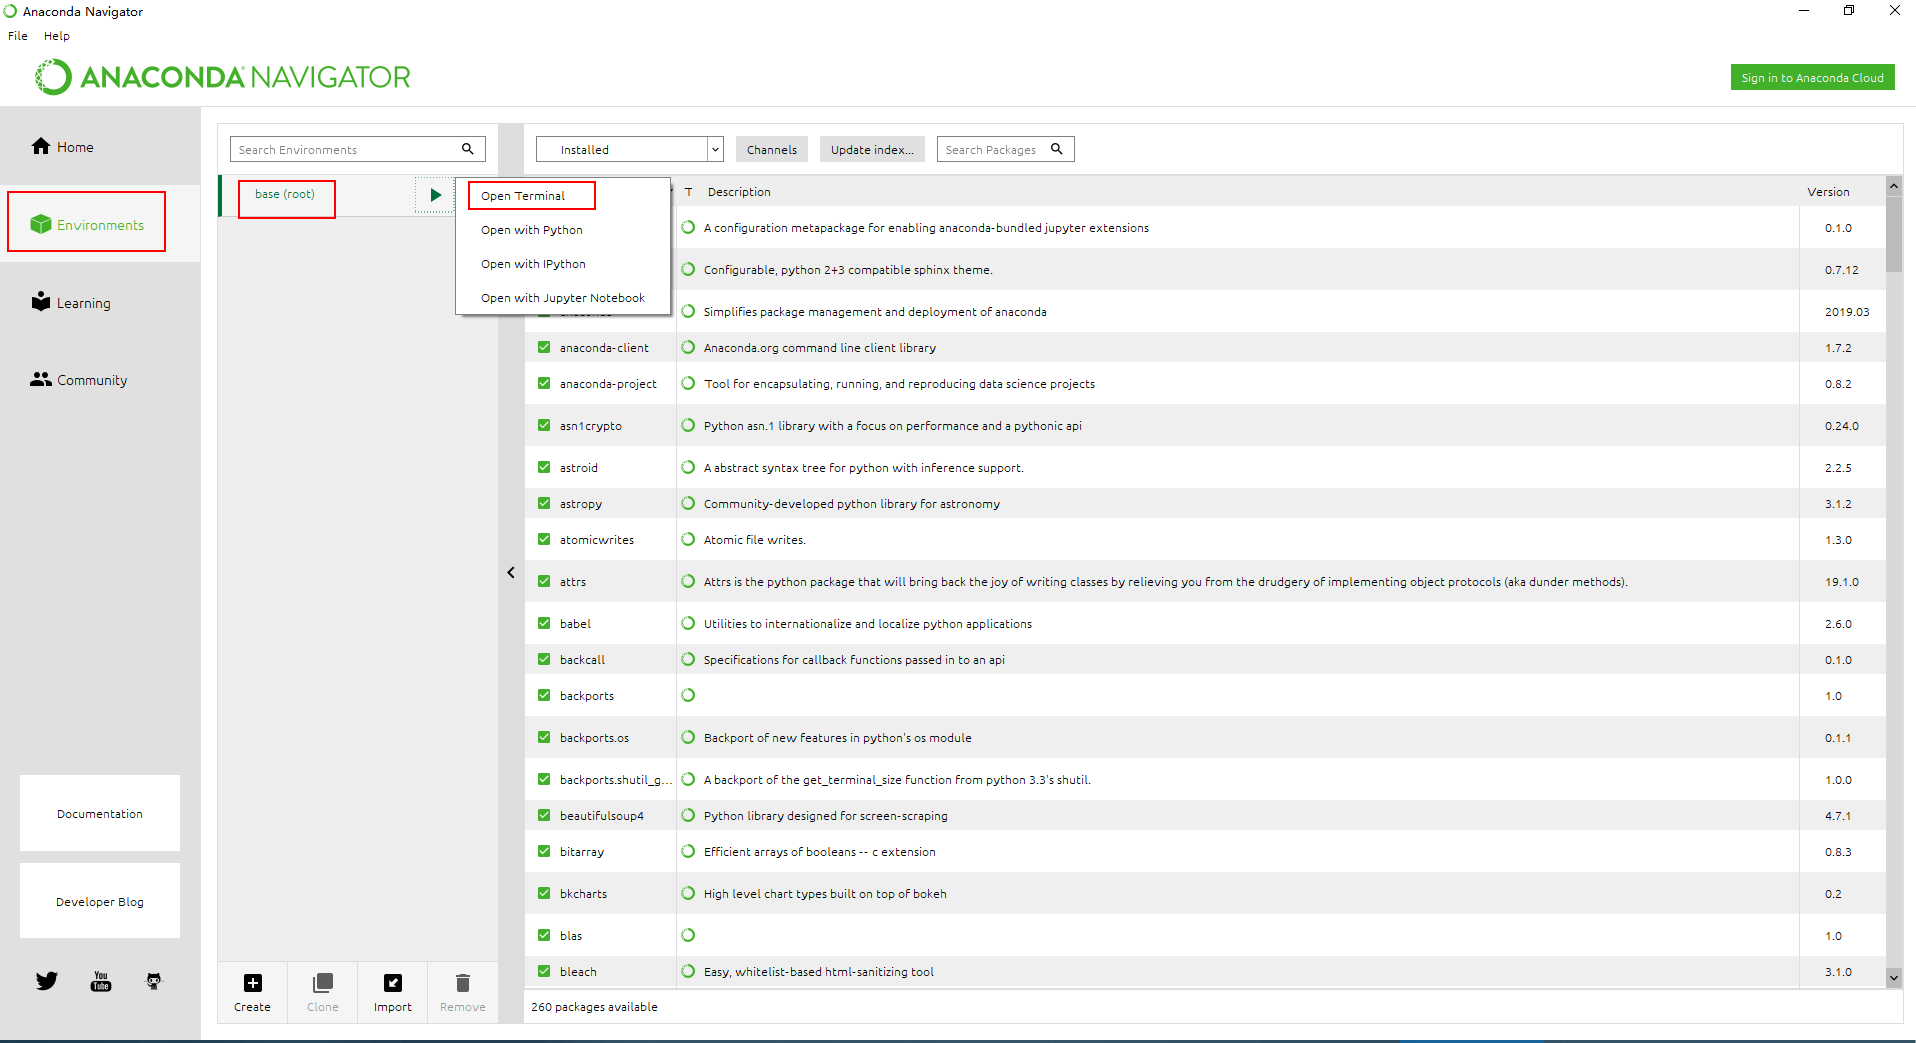 Anaconda Navigator
File Help
ANACONDA NAVIGATOR
Sign in to Anaconda Cloud
Home
Environments
Learning
Community
Documentation
Developer Blog
You
Tube
Search Environments
base (root)
Open Terminal
Open with Python
Open with IPython
Open with Jupyter Notebook
Create Clone Import Remove
Installed Channels Update index... Search Packages
T Description Version
A configuration metapackage for enabling anaconda-bundled jupyter extensions 0.1.0
Configurable, python 2+3 compatible sphinx theme. 0.7.12
Simplifies package management and deployment of anaconda 2019.03
anaconda-client Anaconda.org command line client library 1.7.2
anaconda-project Tool for encapsulating, running, and reproducing data science projects 0.8.2
asn1crypto Python asn.1 library with a focus on performance and a pythonic api 0.24.0
astroid A abstract syntax tree for python with inference support. 2.2.5
astropy Community-developed python library for astronomy 3.1.2
atomicwrites Atomic file writes. 1.3.0
attrs Attrs is the python package that will bring back the joy of writing classes by relieving you from the drudgery of implementing object protocols (aka dunder methods). 19.1.0
babel Utilities to internationalize and localize python applications 2.6.0
backcall Specifications for callback functions passed in to an api 0.1.0
backports 1.0
backports.os Backport of new features in python's os module 0.1.1
backports.shutil_g... A backport of the get_terminal_size function from python 3.3's shutil. 1.0.0
beautifulsoup4 Python library designed for screen-scraping 4.7.1
bitarray Efficient arrays of booleans -- c extension 0.8.3
bkcharts High level chart types built on top of bokeh 0.2
blas 1.0
bleach Easy, whitelist-based html-sanitizing tool 3.1.0
260 packages available